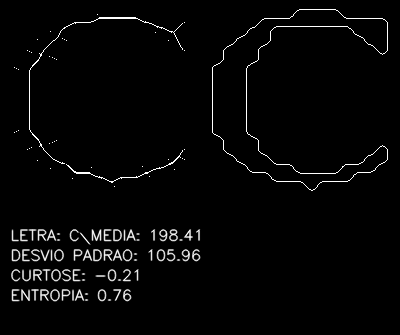 LETRA: C\MEDIA: 198.41
DESVIO PADRAO: 105.96
CURTOSE: -0.21
ENTROPIA: 0.76